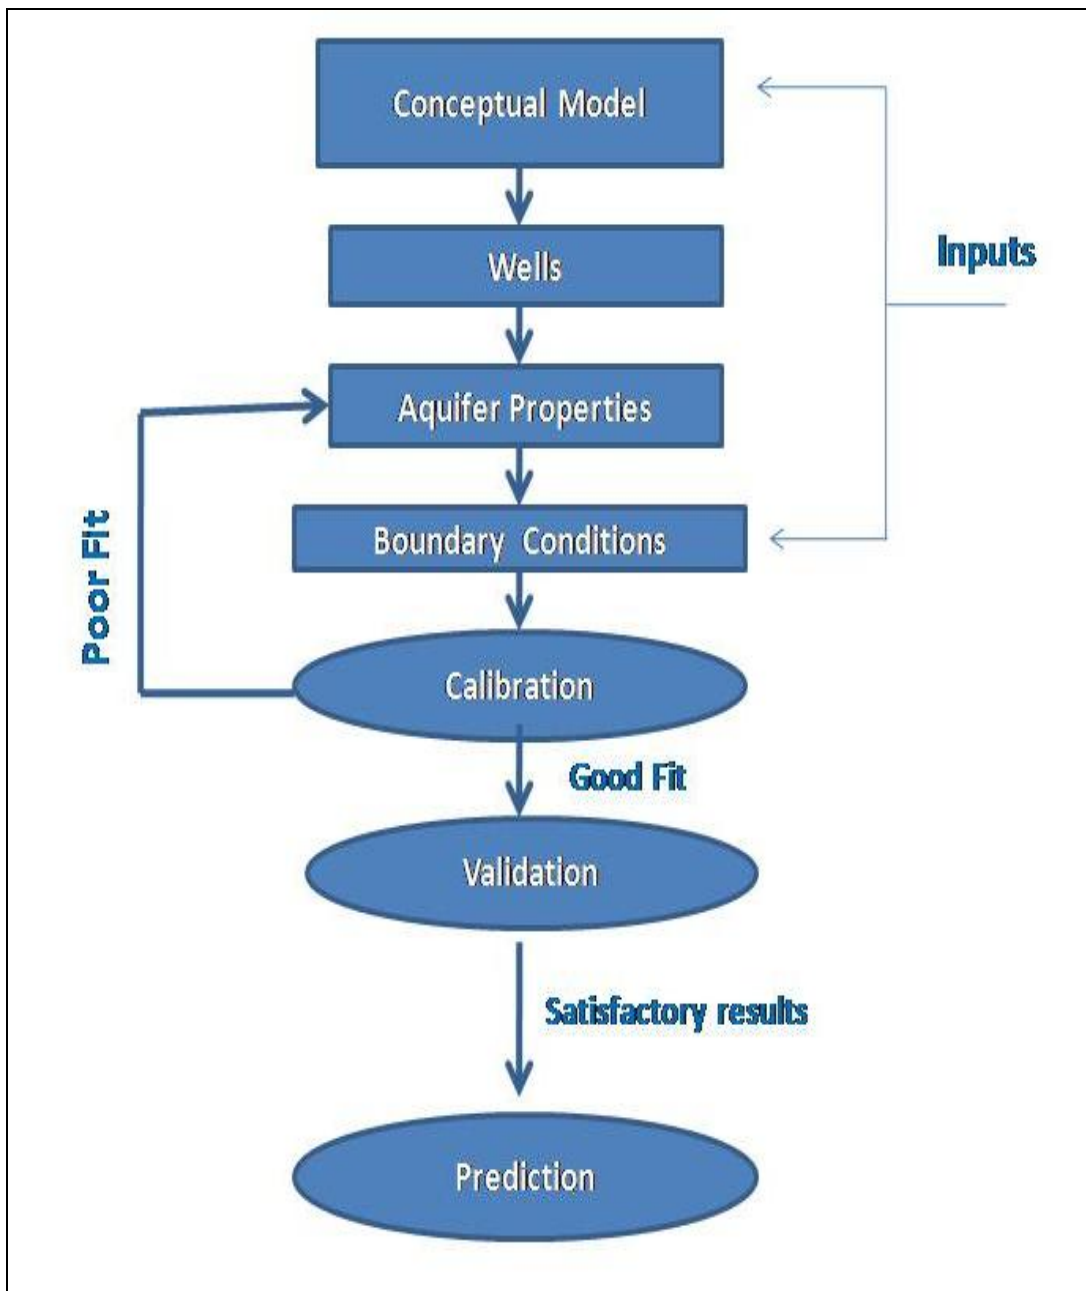 Conceptual Model
Wells
Inputs
Aquifer Properties
Boundary Conditions
Poor Fit
Calibration
Good Fit
Validation
Satisfactory results
Prediction